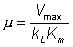 μ = V_max / (k_L K_m)